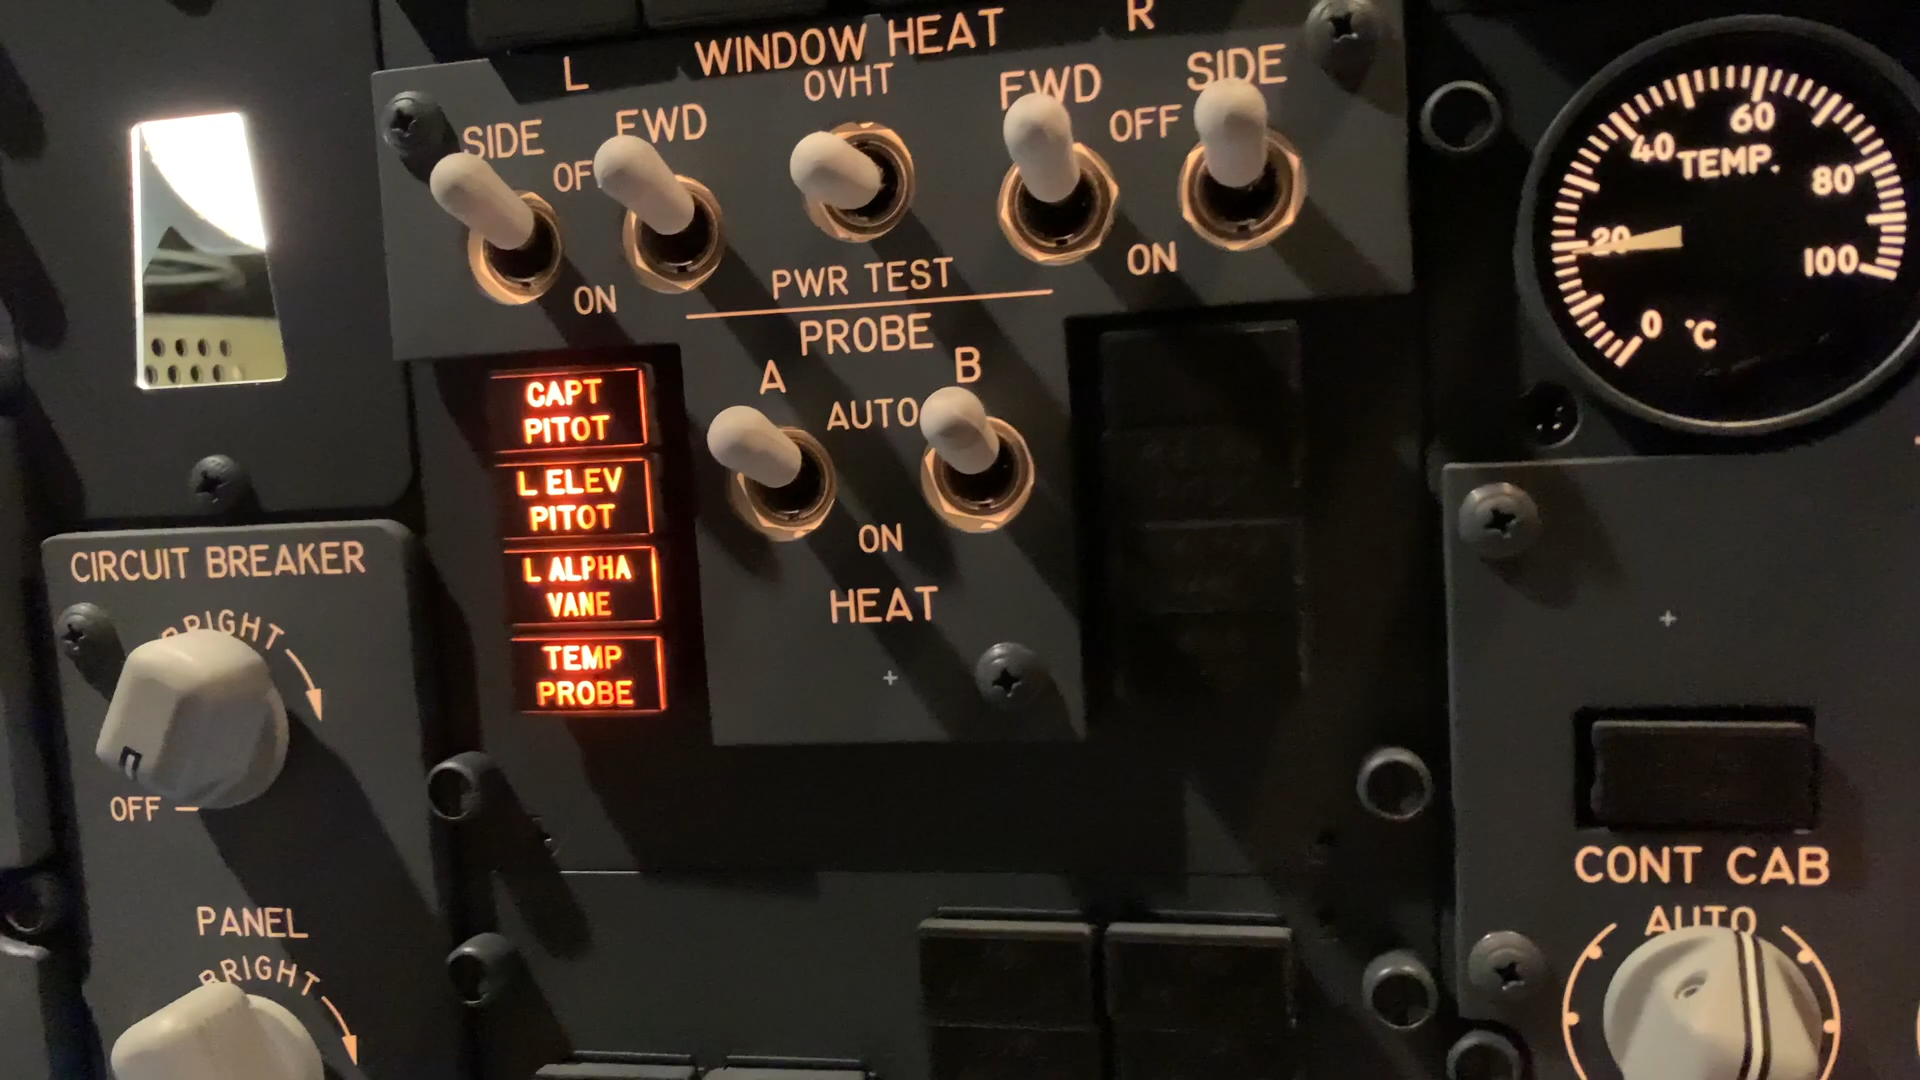 WINDOW HEAT
L
R
OVHT
SIDE
FWD
FWD
SIDE
OFF
OFF
ON
ON
PWR TEST
PROBE
A
B
AUTO
ON
HEAT
CAPT
PITOT
L ELEV
PITOT
L ALPHA
VANE
TEMP
PROBE
CIRCUIT BREAKER
BRIGHT
OFF
PANEL
BRIGHT
60
40
TEMP.
80
20
100
0
°C
CONT CAB
AUTO